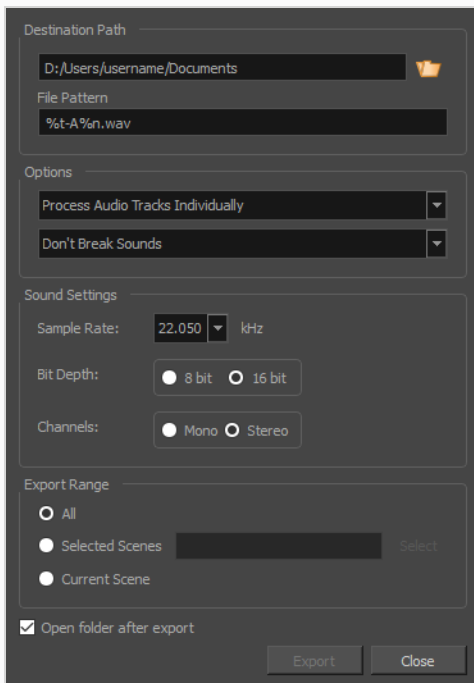 Destination Path
D:/Users/username/Documents
File Pattern
%t-A%n.wav
Options
Process Audio Tracks Individually
Don't Break Sounds
Sound Settings
Sample Rate: 22.050 kHz
Bit Depth: 8 bit 16 bit
Channels: Mono Stereo
Export Range
All
Selected Scenes Select
Current Scene
Open folder after export
Export Close